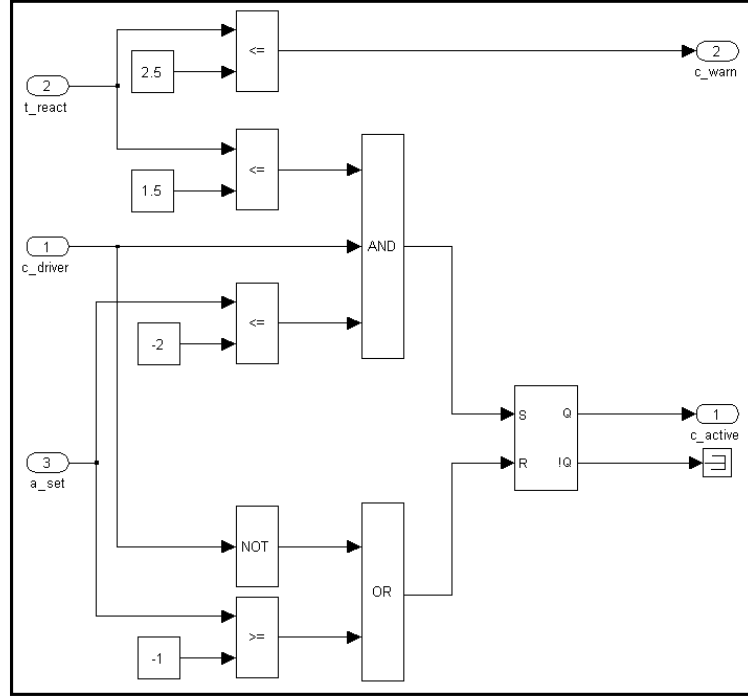 <=
2
c_warn
2
t_react
2.5
<=
1.5
1
c_driver
AND
<=
-2
S
Q
1
c_active
R
!Q
3
a_set
NOT
OR
>=
-1